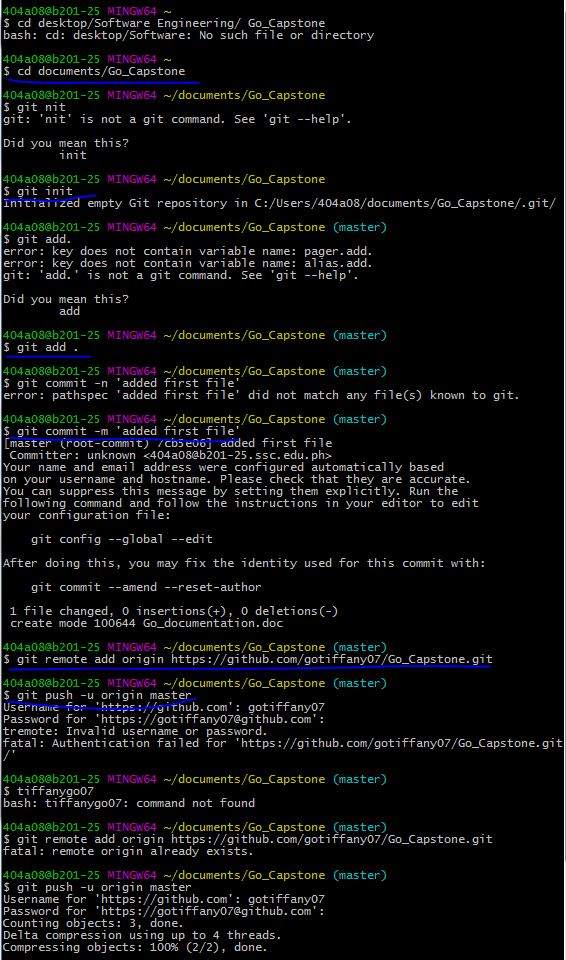 404a08@b201-25 MINGW64 ~
$ cd desktop/Software Engineering/ Go_Capstone
bash: cd: desktop/Software: No such file or directory
404a08@b201-25 MINGW64 ~
$ cd documents/Go_Capstone
404a08@b201-25 MINGW64 ~/documents/Go_Capstone
$ git nit
git: 'nit' is not a git command. See 'git --help'.
Did you mean this?
init
404a08@b201-25 MINGW64 ~/documents/Go_Capstone
$ git init
Initialized empty Git repository in C:/Users/404a08/documents/Go_Capstone/.git/
404a08@b201-25 MINGW64 ~/documents/Go_Capstone (master)
$ git add.
error: key does not contain variable name: pager.add.
error: key does not contain variable name: alias.add.
git: 'add.' is not a git command. See 'git --help'.
Did you mean this?
add
404a08@b201-25 MINGW64 ~/documents/Go_Capstone (master)
$ git add .
404a08@b201-25 MINGW64 ~/documents/Go_Capstone (master)
$ git commit -n 'added first file'
error: pathspec 'added first file' did not match any file(s) known to git.
404a08@b201-25 MINGW64 ~/documents/Go_Capstone (master)
$ git commit -m 'added first file'
[master (root-commit) 7cb5e06] added first file
Committer: unknown <404a08@b201-25.ssc.edu.ph>
Your name and email address were configured automatically based
on your username and hostname. Please check that they are accurate.
You can suppress this message by setting them explicitly. Run the
following command and follow the instructions in your editor to edit
your configuration file:
git config --global --edit
After doing this, you may fix the identity used for this commit with:
git commit --amend --reset-author
1 file changed, 0 insertions(+), 0 deletions(-)
create mode 100644 Go_documentation.doc
404a08@b201-25 MINGW64 ~/documents/Go_Capstone (master)
$ git remote add origin https://github.com/gotiffany07/Go_Capstone.git
404a08@b201-25 MINGW64 ~/documents/Go_Capstone (master)
$ git push -u origin master
Username for 'https://github.com': gotiffany07
Password for 'https://gotiffany07@github.com':
tremote: Invalid username or password.
fatal: Authentication failed for 'https://github.com/gotiffany07/Go_Capstone.git
/'
404a08@b201-25 MINGW64 ~/documents/Go_Capstone (master)
$ tiffanygo07
bash: tiffanygo07: command not found
404a08@b201-25 MINGW64 ~/documents/Go_Capstone (master)
$ git remote add origin https://github.com/gotiffany07/Go_Capstone.git
fatal: remote origin already exists.
404a08@b201-25 MINGW64 ~/documents/Go_Capstone (master)
$ git push -u origin master
Username for 'https://github.com': gotiffany07
Password for 'https://gotiffany07@github.com':
Counting objects: 3, done.
Delta compression using up to 4 threads.
Compressing objects: 100% (2/2), done.